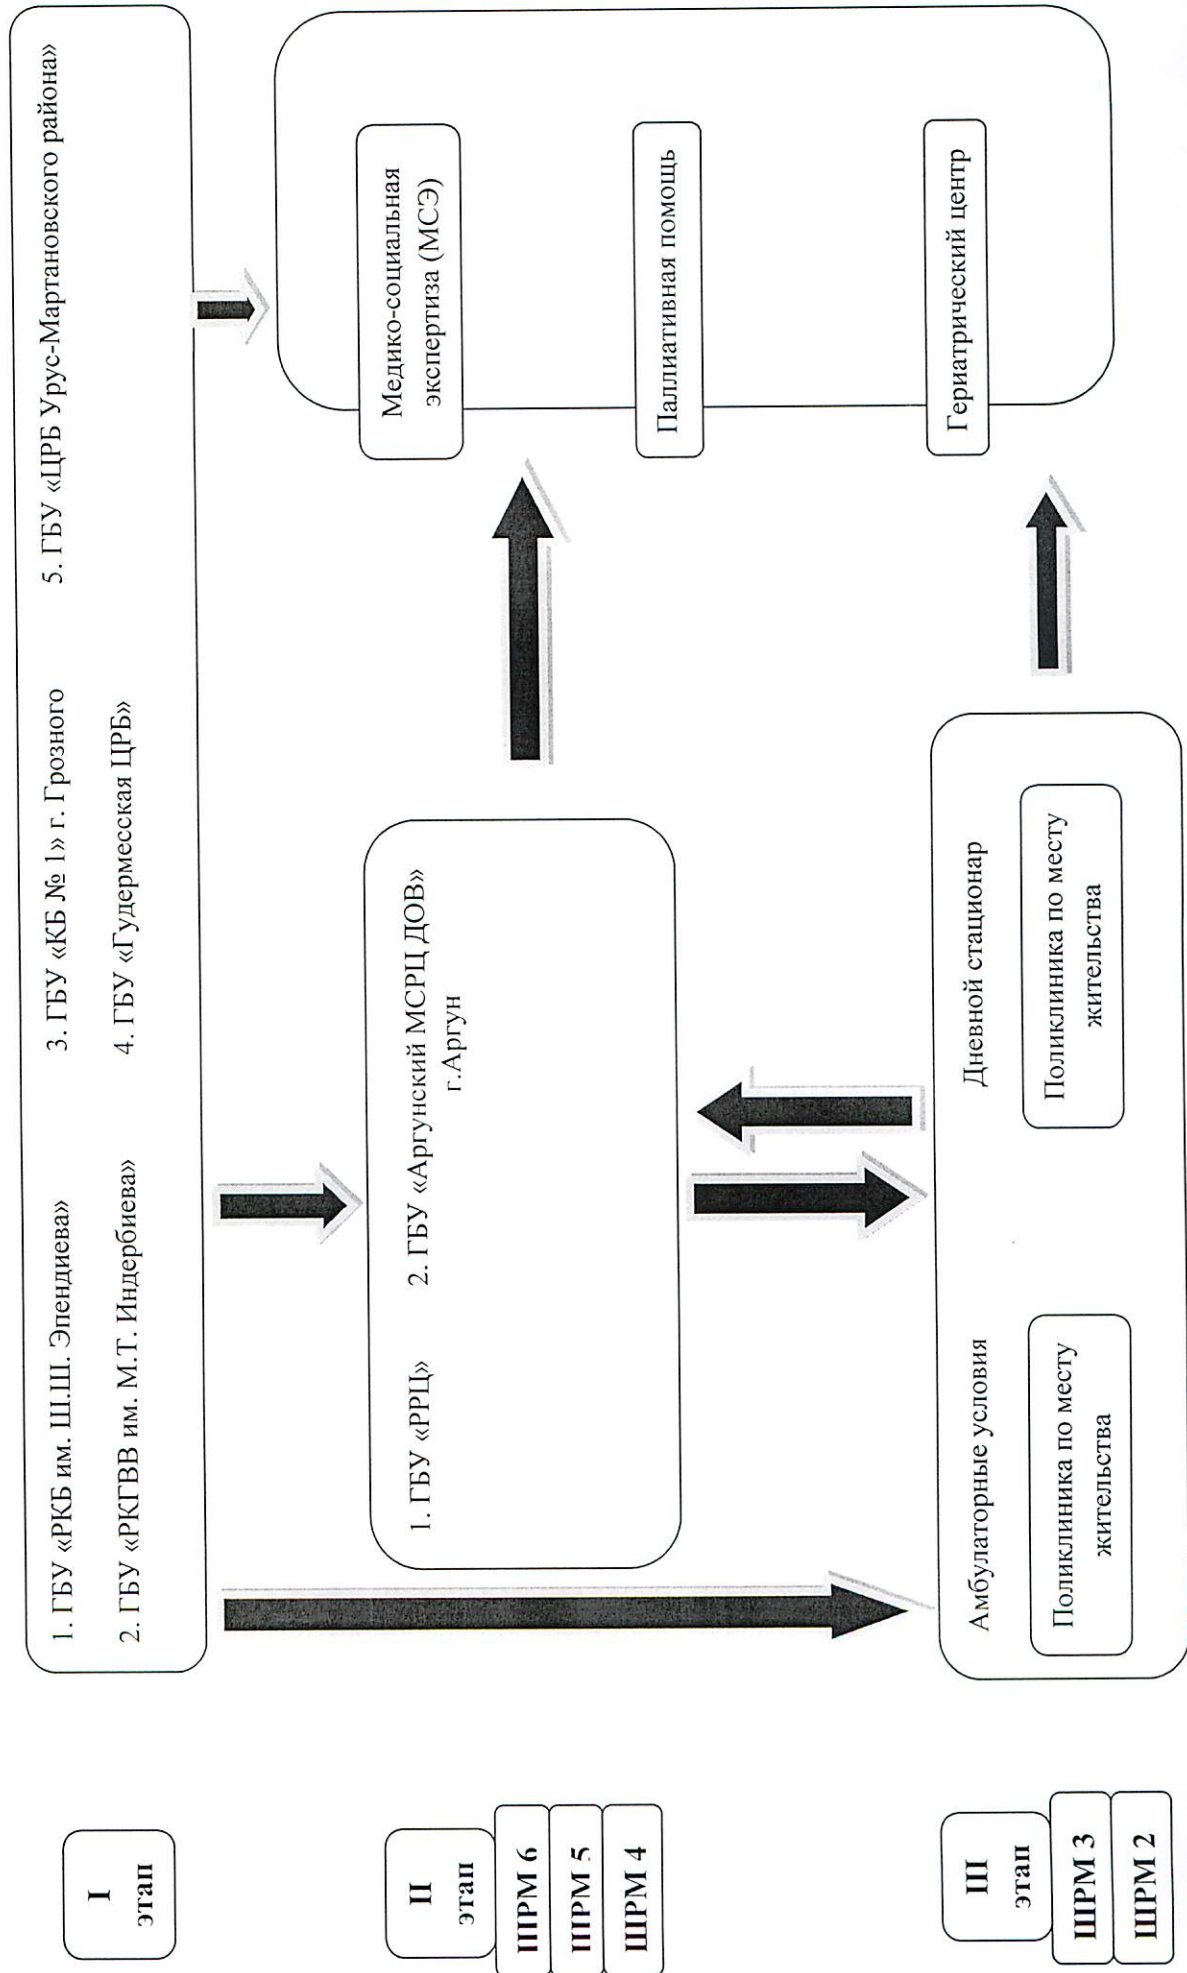 I
этап
1. ГБУ «РКБ им. Ш.Ш. Эпендиева»
2. ГБУ «РКГВВ им. М.Т. Индербиева»
3. ГБУ «КБ № 1» г. Грозного
4. ГБУ «Гудермесская ЦРБ»
5. ГБУ «ЦРБ Урус-Мартановского района»
II
этап
ШРМ 6
ШРМ 5
ШРМ 4
1. ГБУ «РРЦ»
2. ГБУ «Аргунский МСРЦ ДОВ»
г.Аргун
Медико-социальная
экспертиза (МСЭ)
Паллиативная помощь
Гериатрический центр
III
этап
ШРМ 3
ШРМ 2
Амбулаторные условия
Поликлиника по месту
жительства
Дневной стационар
Поликлиника по месту
жительства